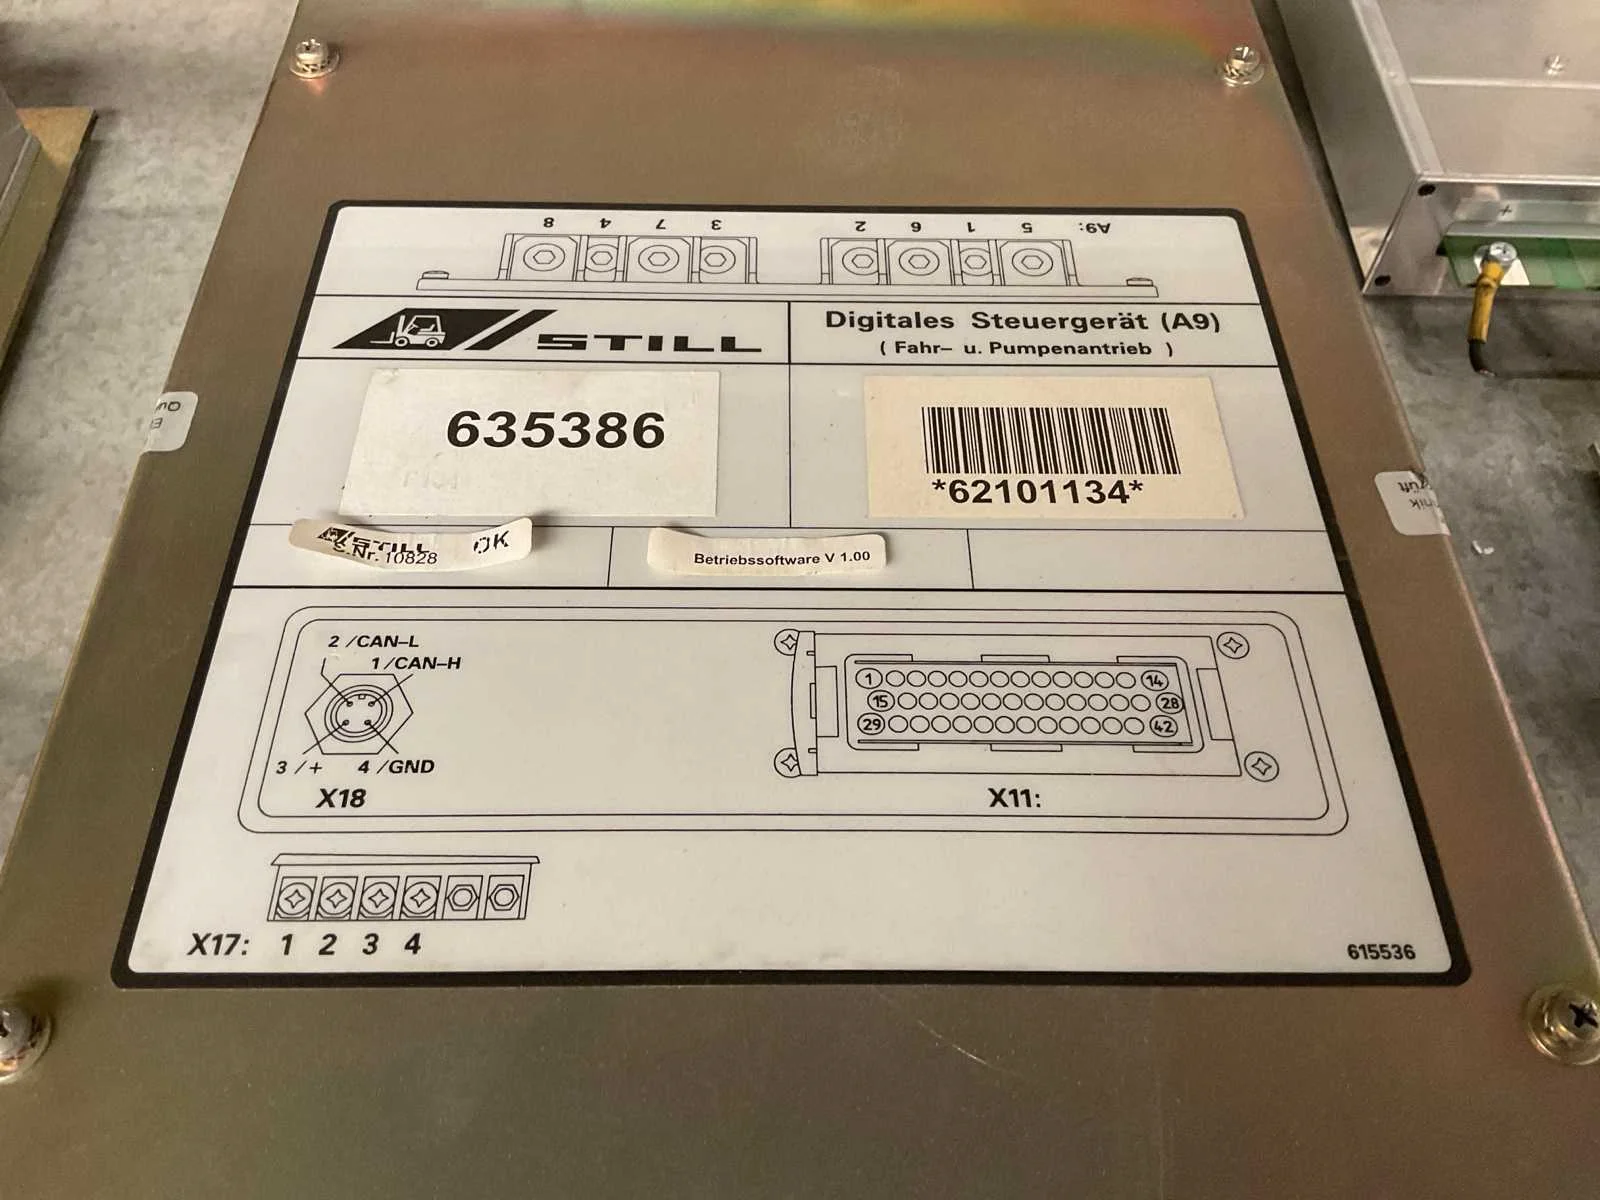 8 4 7 3 2 6 1 5 A9:
STILL
Digitales Steuergerät (A9)
( Fahr- u. Pumpenantrieb )
635386
*62101134*
STILL OK
S.Nr. 10828
Betriebssoftware V 1.00
2 /CAN-L
1 /CAN-H
3 / +
4 /GND
X18
1 14
15 28
29 42
X11:
X17: 1 2 3 4
615536
+